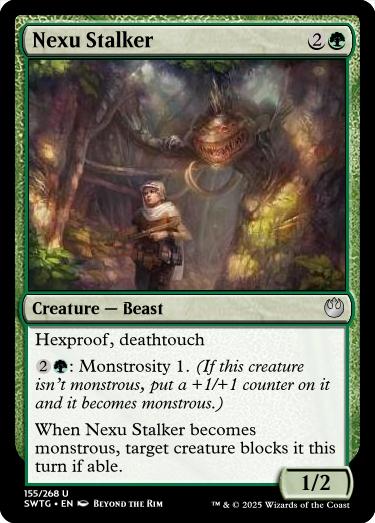 Nexu Stalker 2
Creature — Beast
Hexproof, deathtouch
2 : Monstrosity 1. (If this creature
isn't monstrous, put a +1/+1 counter on it
and it becomes monstrous.)
When Nexu Stalker becomes
monstrous, target creature blocks it this
turn if able.
1/2
155/268 U
SWTG • EN Beyond the Rim
™ & © 2025 Wizards of the Coast